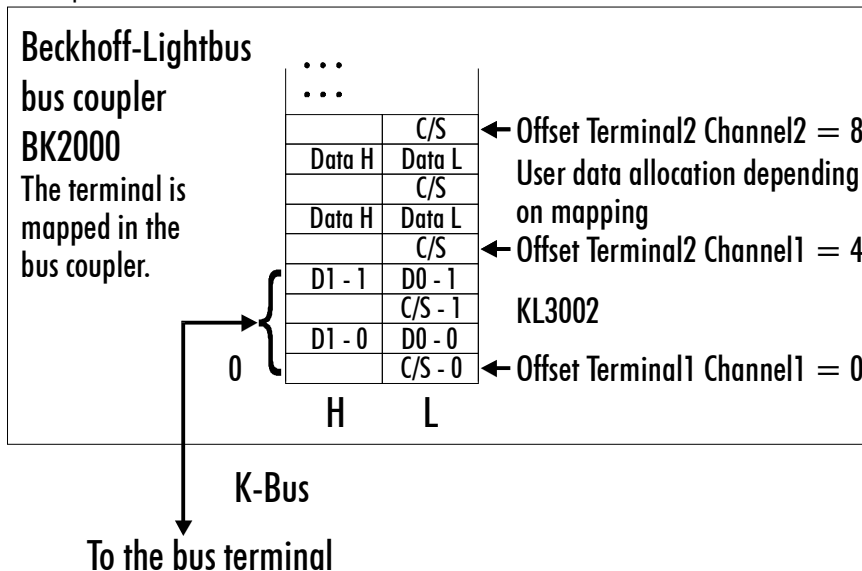 Beckhoff-Lightbus
bus coupler
BK2000
The terminal is
mapped in the
bus coupler.
...
...
C/S
Offset Terminal2 Channel2 = 8
Data H Data L
User data allocation depending
C/S
on mapping
Data H Data L
C/S
Offset Terminal2 Channel1 = 4
D1 - 1 D0 - 1
C/S - 1
KL3002
D1 - 0 D0 - 0
0
C/S - 0
Offset Terminal1 Channel1 = 0
H L
K-Bus
To the bus terminal